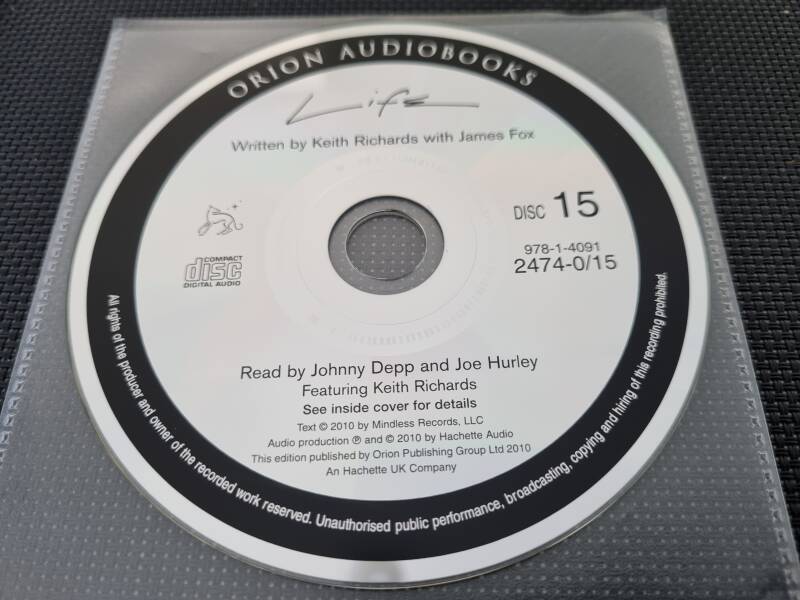 ORION AUDIOBOOKS
Life
Written by Keith Richards with James Fox
DISC 15
978-1-4091
2474-0/15
COMPACT
disc
DIGITAL AUDIO
Read by Johnny Depp and Joe Hurley
Featuring Keith Richards
See inside cover for details
Text © 2010 by Mindless Records, LLC
Audio production ℗ and © 2010 by Hachette Audio
This edition published by Orion Publishing Group Ltd 2010
An Hachette UK Company
All rights of the producer and owner of the recorded work reserved. Unauthorised public performance, broadcasting, copying and hiring of this recording prohibited.